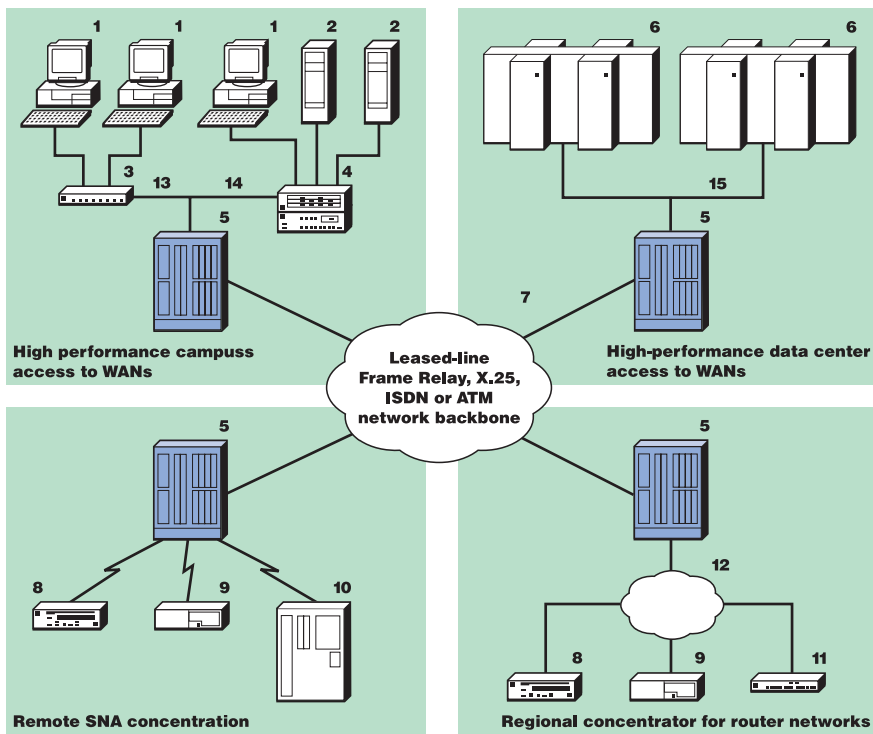 1 1 1 2 2
3 13 14 4
5
High performance campuss
access to WANs
6 6
15
5
7
High-performance data center
access to WANs
Leased-line
Frame Relay, X.25,
ISDN or ATM
network backbone
5
8 9 10
Remote SNA concentration
5
12
8 9 11
Regional concentrator for router networks